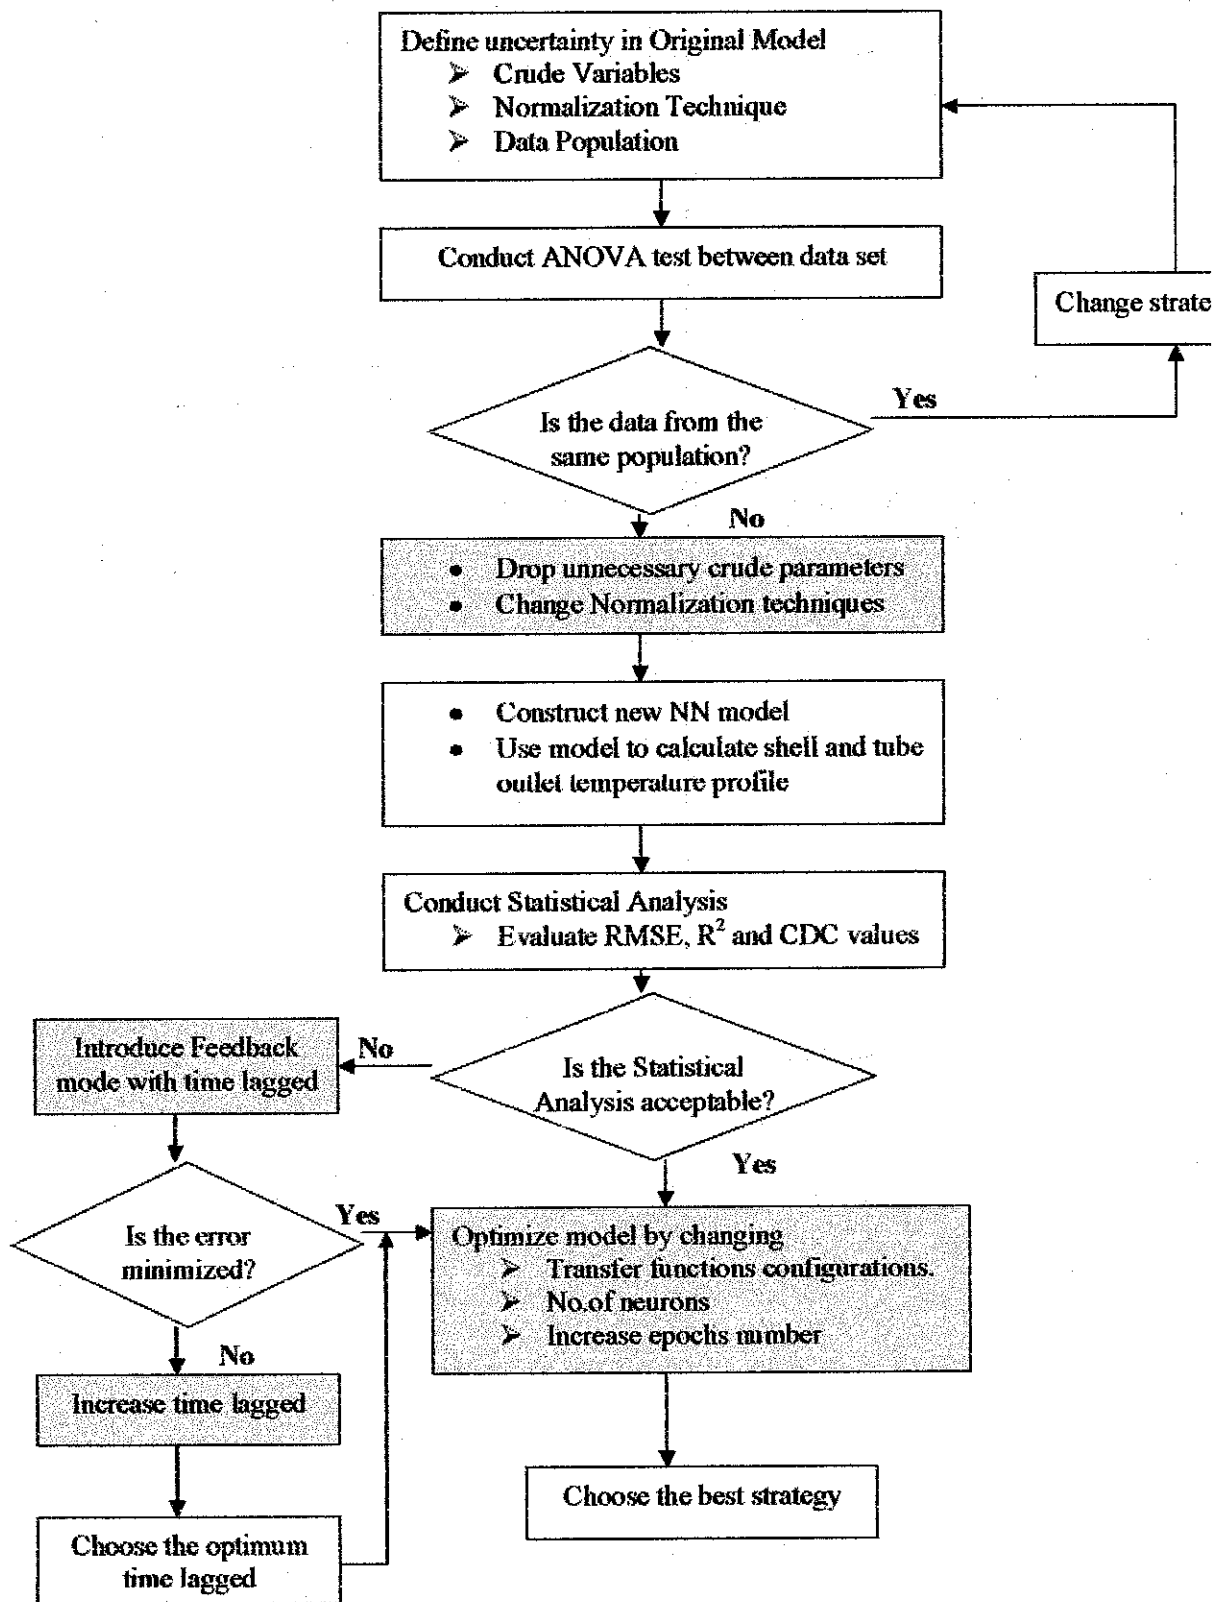 Define uncertainty in Original Model
➢ Crude Variables
➢ Normalization Technique
➢ Data Population
Conduct ANOVA test between data set
Change strate
Is the data from the
same population?
Yes
No
• Drop unnecessary crude parameters
• Change Normalization techniques
• Construct new NN model
• Use model to calculate shell and tube
outlet temperature profile
Conduct Statistical Analysis
➢ Evaluate RMSE, R² and CDC values
Is the Statistical
Analysis acceptable?
No
Yes
Introduce Feedback
mode with time lagged
Is the error
minimized?
Yes
No
Optimize model by changing
➢ Transfer functions configurations.
➢ No.of neurons
➢ Increase epochs number
Increase time lagged
Choose the optimum
time lagged
Choose the best strategy